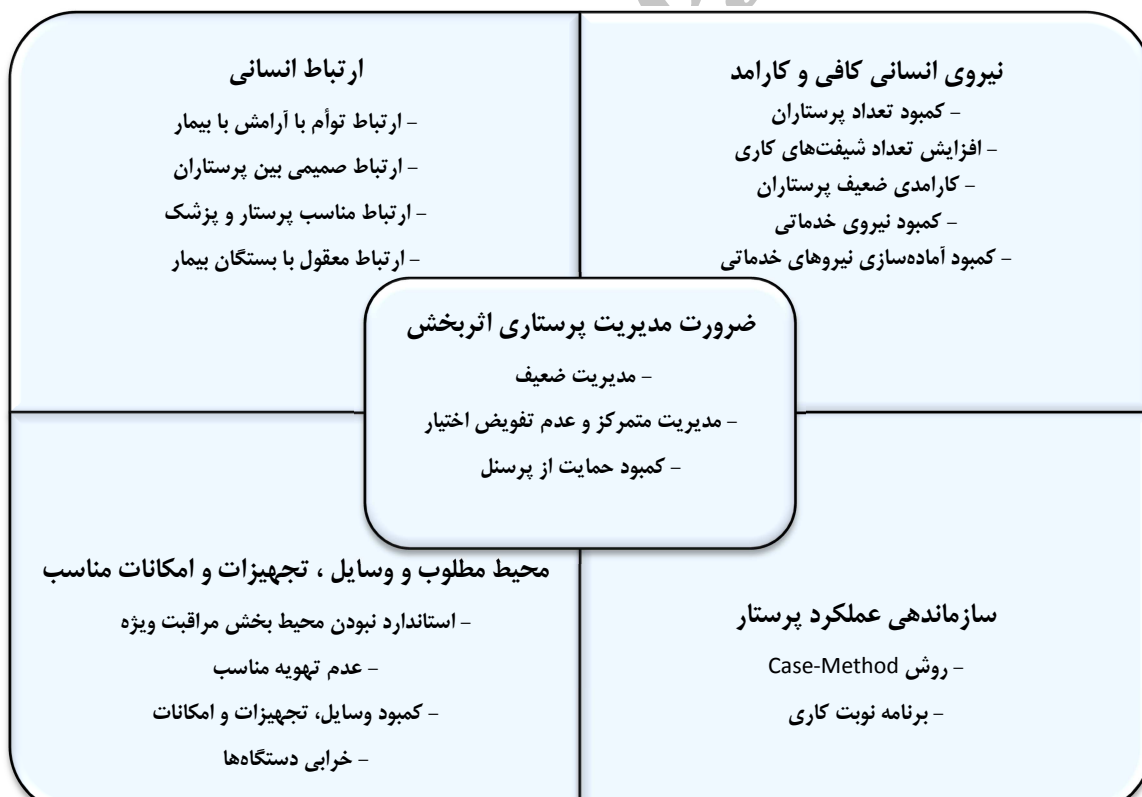 نیروی انسانی کافی و کارامد
- کمبود تعداد پرستاران
- افزایش تعداد شیفت‌های کاری
- کارامدی ضعیف پرستاران
- کمبود نیروی خدماتی
- کمبود آماده‌سازی نیروهای خدماتی
ارتباط انسانی
- ارتباط توأم با آرامش با بیمار
- ارتباط صمیمی بین پرستاران
- ارتباط مناسب پرستار و پزشک
- ارتباط معقول با بستگان بیمار
ضرورت مدیریت پرستاری اثربخش
- مدیریت ضعیف
- مدیریت متمرکز و عدم تفویض اختیار
- کمبود حمایت از پرسنل
سازماندهی عملکرد پرستار
- روش Case-Method
- برنامه نوبت کاری
محیط مطلوب و وسایل ، تجهیزات و امکانات مناسب
- استاندارد نبودن محیط بخش مراقبت ویژه
- عدم تهویه مناسب
- کمبود وسایل، تجهیزات و امکانات
- خرابی دستگاه‌ها